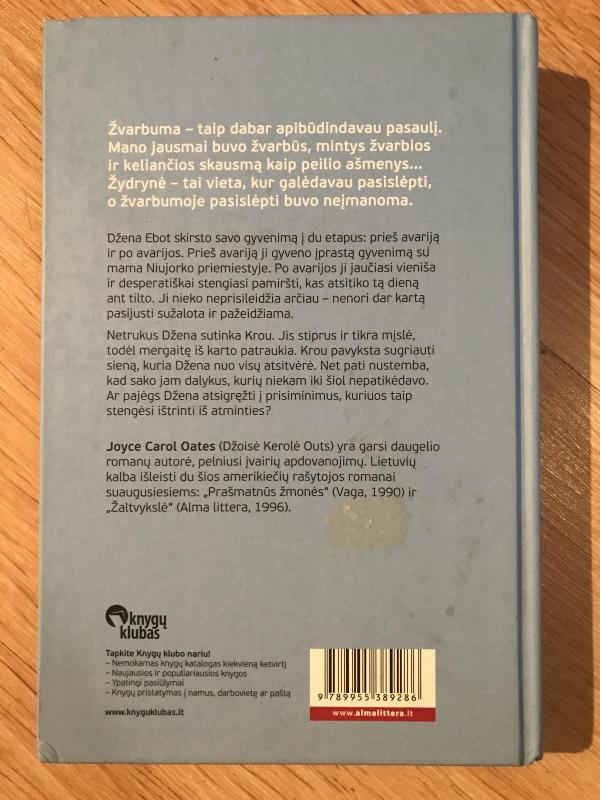 Žvarbuma – taip dabar apibūdindavau pasaulį.
Mano jausmai buvo žvarbūs, mintys žvarbios
ir keliančios skausmą kaip peilio ašmenys...
Žydrynė – tai vieta, kur galėdavau pasislėpti,
o žvarbumoje pasislėpti buvo neįmanoma.
Džena Ebot skirsto savo gyvenimą į du etapus: prieš avariją
ir po avarijos. Prieš avariją ji gyveno įprastą gyvenimą su
mama Niujorko priemiestyje. Po avarijos ji jaučiasi vieniša
ir desperatiškai stengiasi pamiršti, kas atsitiko tą dieną
ant tilto. Ji nieko neprisileidžia arčiau – nenori dar kartą
pasijusti sužalota ir pažeidžiama.
Netrukus Džena sutinka Krou. Jis stiprus ir tikra mįslė,
todėl mergaitę iš karto patraukia. Krou pavyksta sugriauti
sieną, kuria Džena nuo visų atsitvėrė. Net pati nustemba,
kad sako jam dalykus, kurių niekam iki šiol nepatikėdavo.
Ar pajėgs Džena atsigręžti į prisiminimus, kuriuos taip
stengėsi ištrinti iš atminties?
Joyce Carol Oates (Džoisė Kerolė Outs) yra garsi daugelio
romanų autorė, pelniusi įvairių apdovanojimų. Lietuvių
kalba išleisti du šios amerikiečių rašytojos romanai
suaugusiesiems: „Prašmatnūs žmonės“ (Vaga, 1990) ir
„Žaltvykslė“ (Alma littera, 1996).
knygų
klubas
Tapkite Knygų klubo nariu!
– Nemokamas knygų katalogas kiekvieną ketvirtį
– Naujausios ir populiariausios knygos
– Ypatingi pasiūlymai
– Knygų pristatymas į namus, darbovietę ar paštą
www.knyguklubas.lt
9 789955 389286
www.almalittera.lt